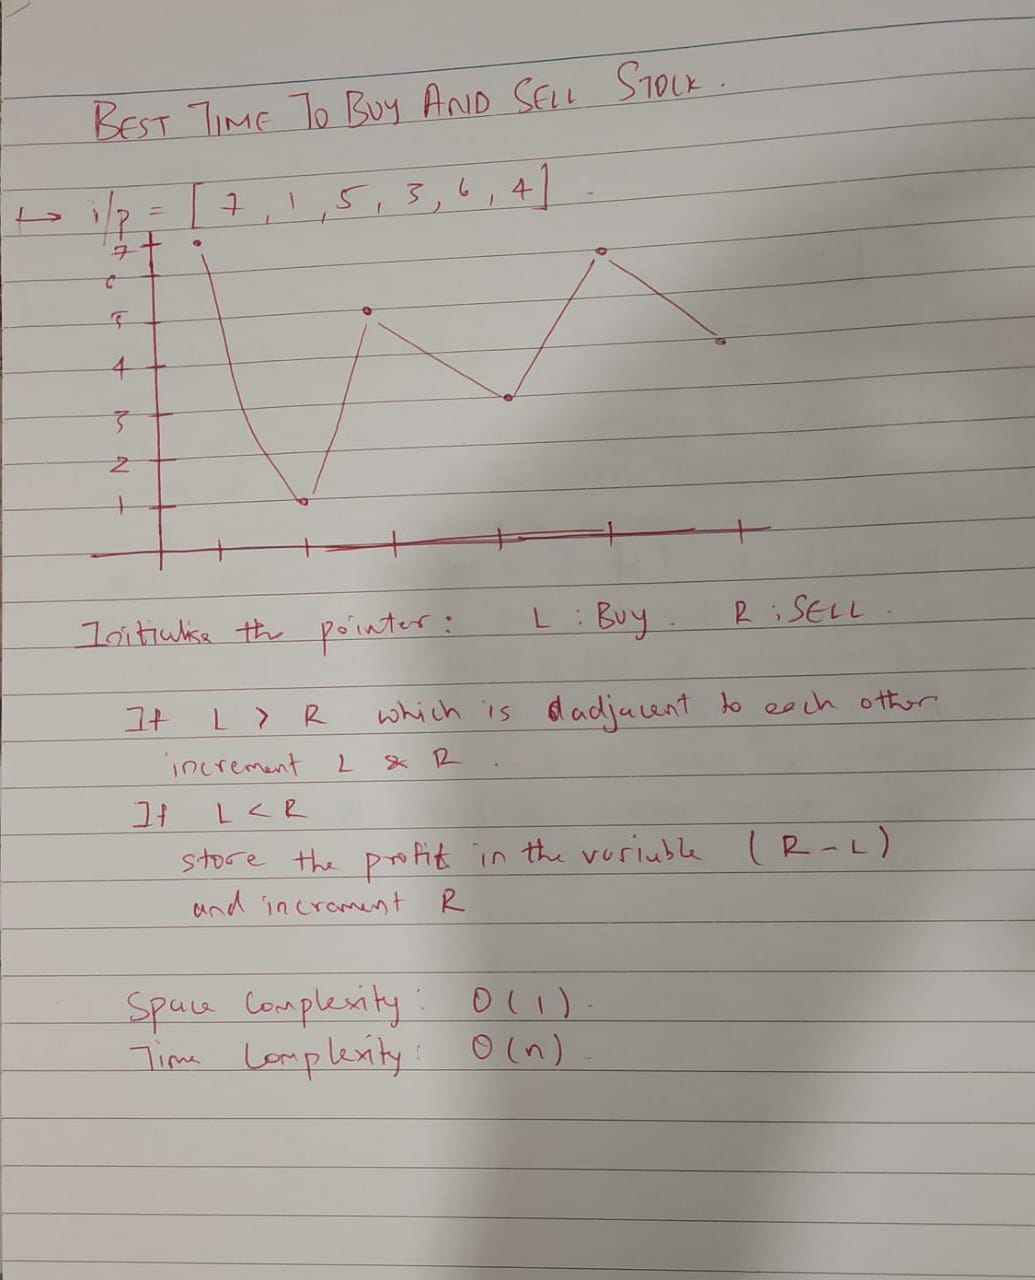 BEST TIME TO BUY AND SELL STOCK.
↳ i/p = [7, 1, 5, 3, 6, 4].
7
6
5
4
3
2
1
Initialise the pointer: L : Buy. R : SELL.
If L > R which is dadjacent to each other
increment L & R.
If L < R
store the profit in the variable (R - L)
and increment R
Space Complexity: O(1).
Time Complexity: O(n).